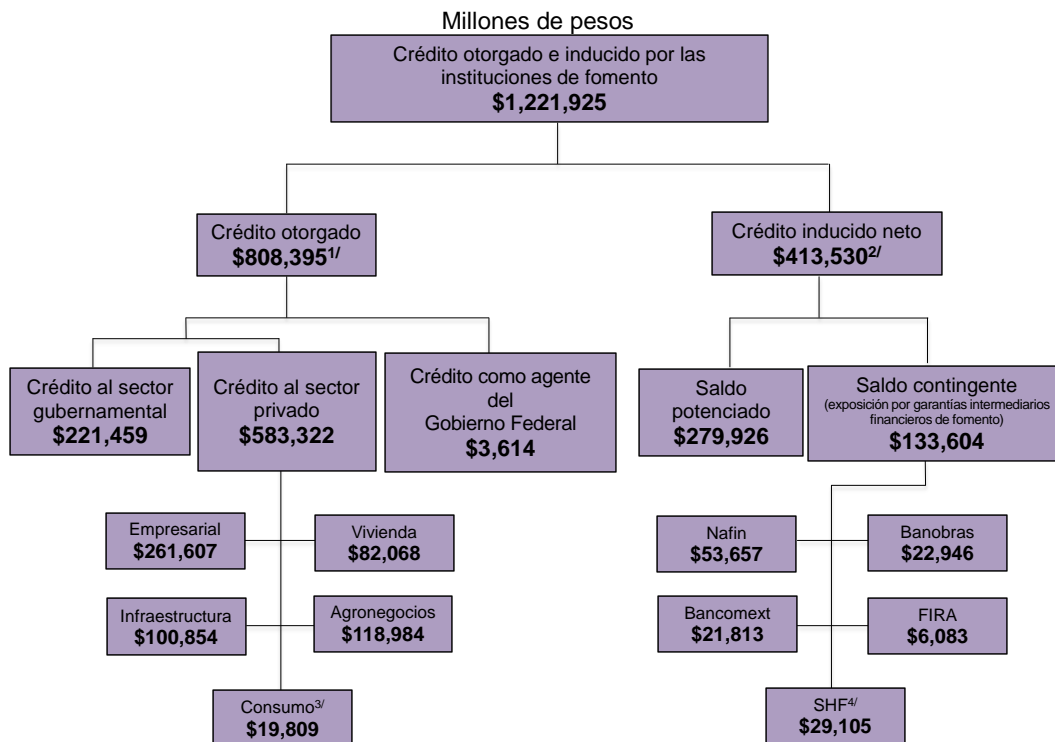 Millones de pesos
Crédito otorgado e inducido por las
instituciones de fomento
$1,221,925
Crédito otorgado
$808,3951/
Crédito inducido neto
$413,5302/
Crédito al sector
gubernamental
$221,459
Crédito al sector
privado
$583,322
Crédito como agente
del
Gobierno Federal
$3,614
Saldo
potenciado
$279,926
Saldo contingente
(exposición por garantías intermediarios
financieros de fomento)
$133,604
Empresarial
$261,607
Vivienda
$82,068
Infraestructura
$100,854
Agronegocios
$118,984
Consumo3/
$19,809
Nafin
$53,657
Banobras
$22,946
Bancomext
$21,813
FIRA
$6,083
SHF4/
$29,105